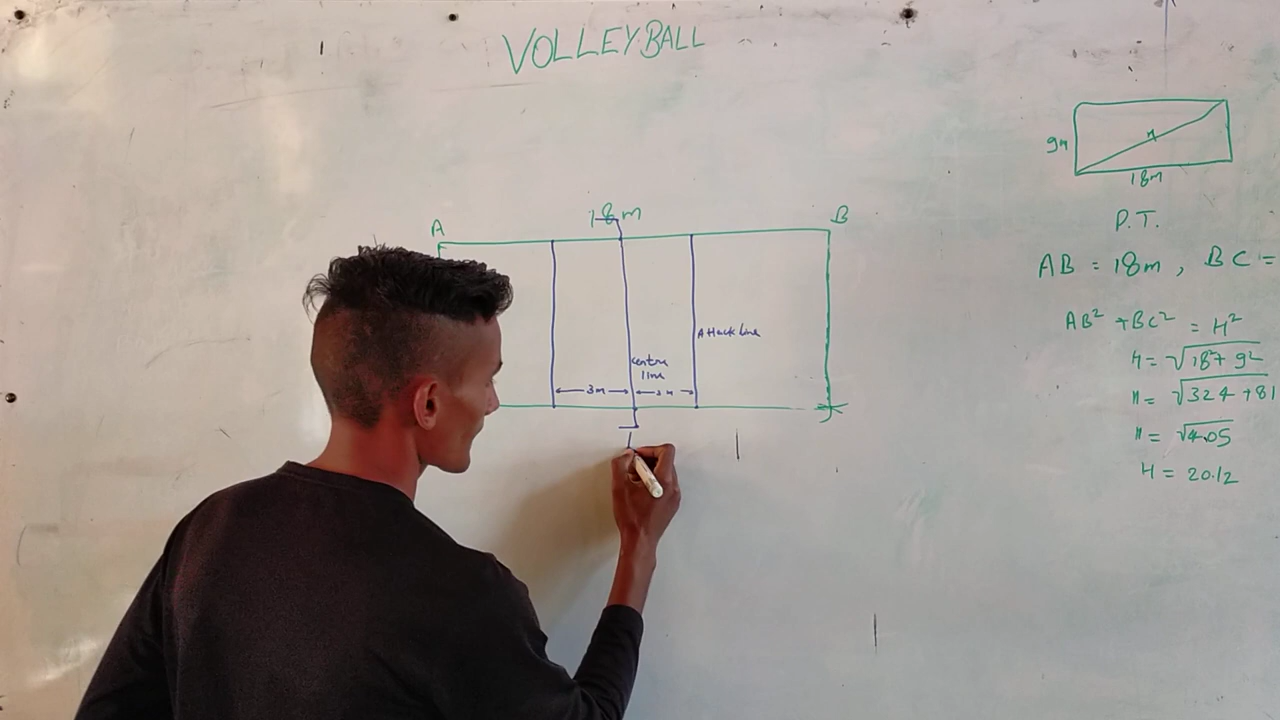 VOLLEYBALL
9m
H
18m
P.T.
AB = 18m, BC =
AB² + BC² = H²
H = √18²+ 9²
H = √324 +81
H = √405
H = 20.12
18m
A
B
Attack line
Centre
line
3m
3m